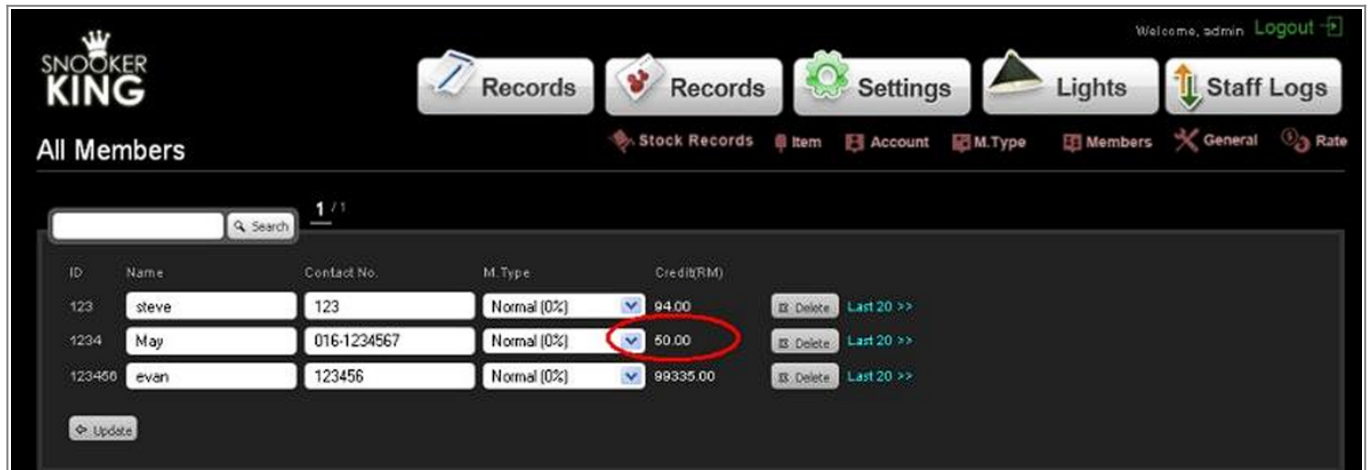 Welcome, admin Logout
SNOOKER
KING
Records Records Settings Lights Staff Logs
All Members
Stock Records Item Account M.Type Members General Rate
Search 1 / 1
ID Name Contact No. M.Type Credit(RM)
123 steve 123 Normal (0%) 94.00 Delete Last 20 >>
1234 May 016-1234567 Normal (0%) 50.00 Delete Last 20 >>
123456 evan 123456 Normal (0%) 99335.00 Delete Last 20 >>
Update